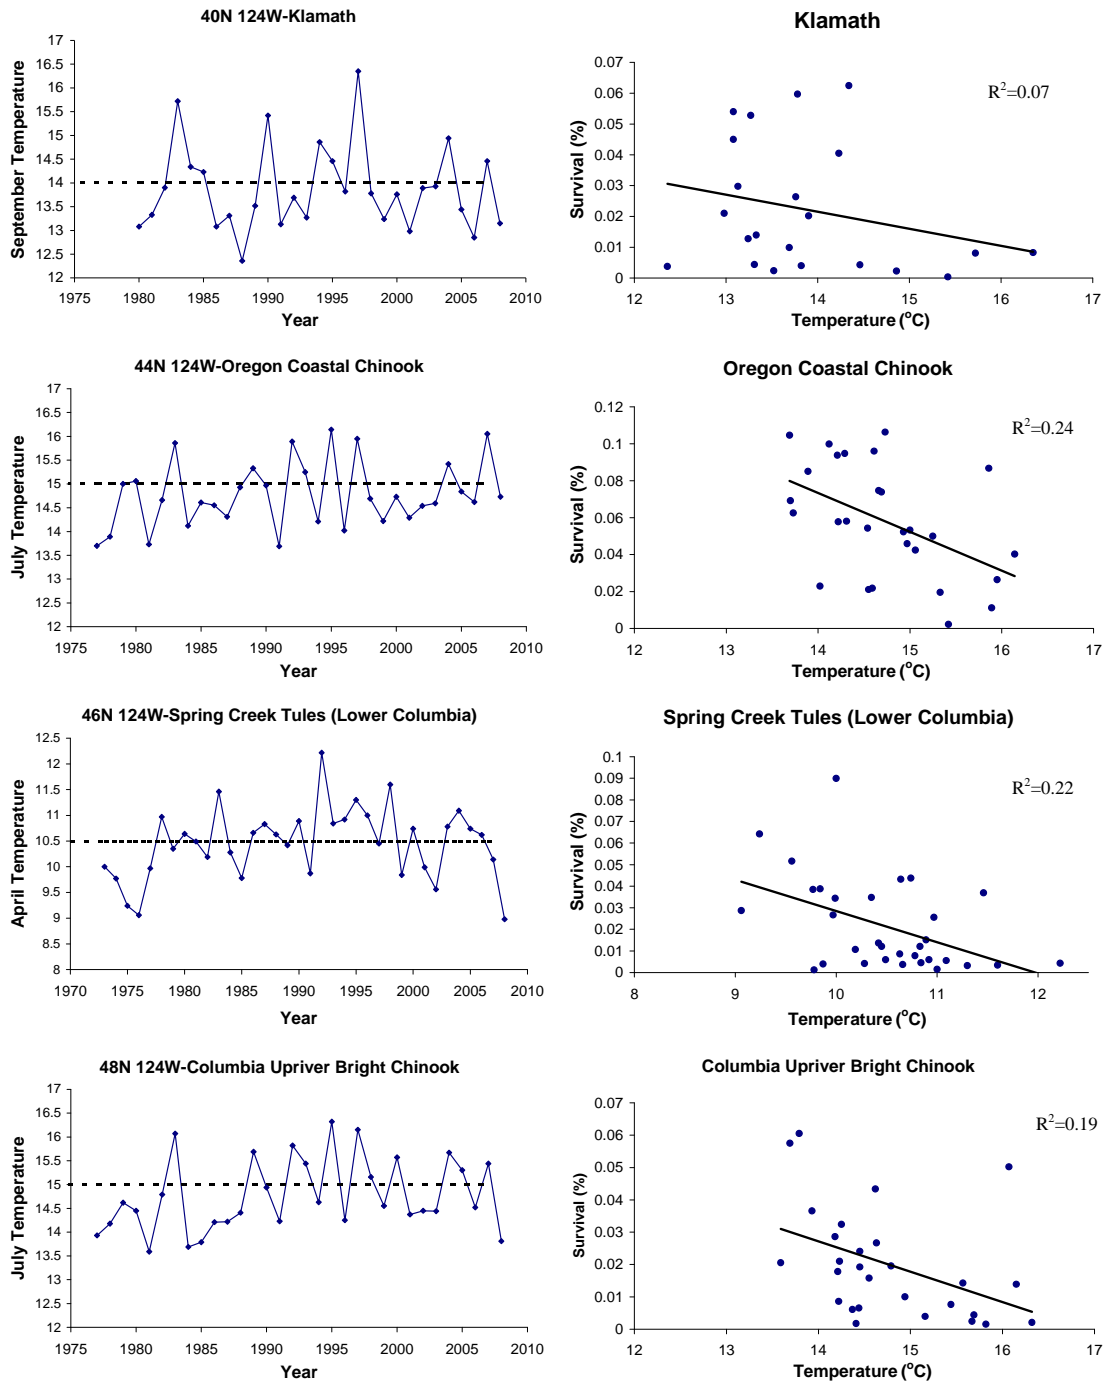 40N 124W-Klamath
17
16.5
16
15.5
15
14.5
14
13.5
13
12.5
12
September Temperature
1975 1980 1985 1990 1995 2000 2005 2010
Year
Klamath
R²=0.07
0.07
0.06
0.05
0.04
0.03
0.02
0.01
0
Survival (%)
12 13 14 15 16 17
Temperature (°C)
44N 124W-Oregon Coastal Chinook
17
16.5
16
15.5
15
14.5
14
13.5
13
12.5
12
July Temperature
1975 1980 1985 1990 1995 2000 2005 2010
Year
Oregon Coastal Chinook
R²=0.24
0.12
0.1
0.08
0.06
0.04
0.02
0
Survival (%)
12 13 14 15 16 17
Temperature (°C)
46N 124W-Spring Creek Tules (Lower Columbia)
12.5
12
11.5
11
10.5
10
9.5
9
8.5
8
April Temperature
1970 1975 1980 1985 1990 1995 2000 2005 2010
Year
Spring Creek Tules (Lower Columbia)
R²=0.22
0.1
0.09
0.08
0.07
0.06
0.05
0.04
0.03
0.02
0.01
0
Survival (%)
8 9 10 11 12
Temperature (°C)
48N 124W-Columbia Upriver Bright Chinook
17
16.5
16
15.5
15
14.5
14
13.5
13
12.5
12
July Temperature
1975 1980 1985 1990 1995 2000 2005 2010
Year
Columbia Upriver Bright Chinook
R²=0.19
0.07
0.06
0.05
0.04
0.03
0.02
0.01
0
Survival (%)
12 13 14 15 16 17
Temperature (°C)